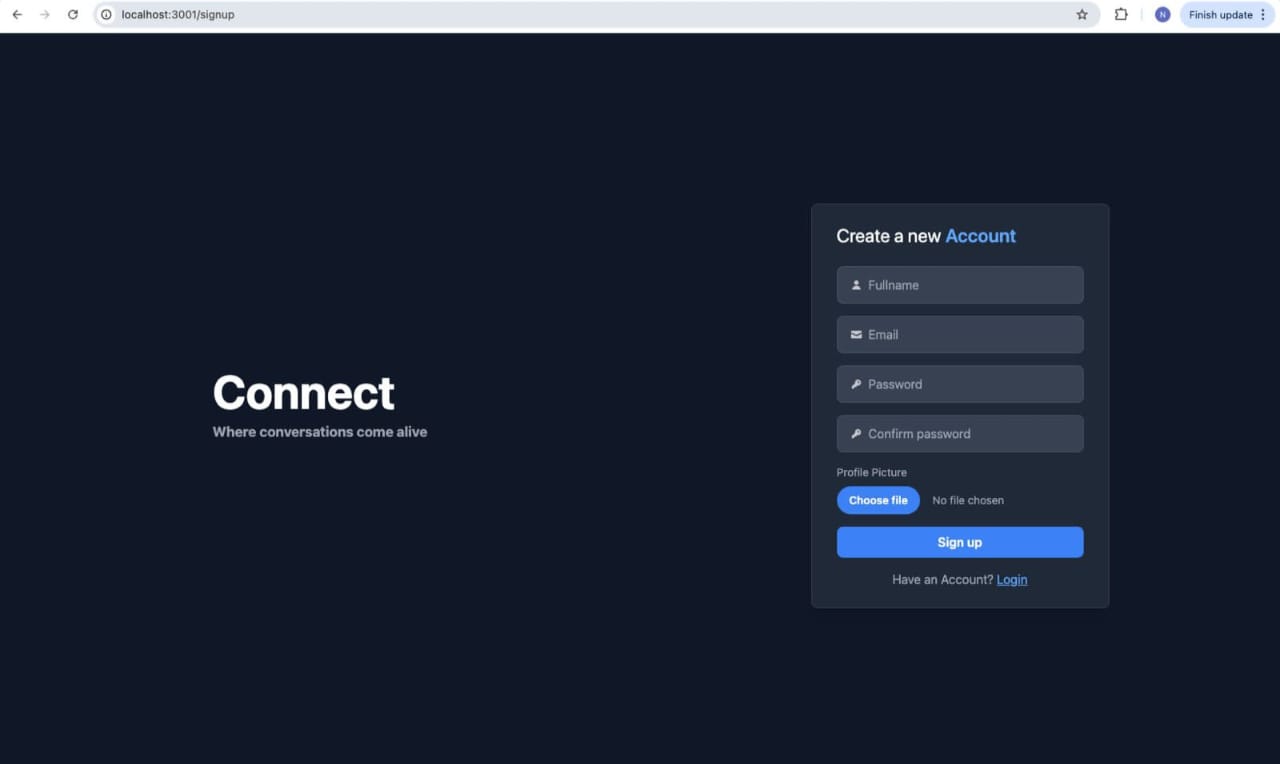 localhost:3001/signup
N
Finish update
Connect
Where conversations come alive
Create a new Account
Fullname
Email
Password
Confirm password
Profile Picture
Choose file No file chosen
Sign up
Have an Account? Login